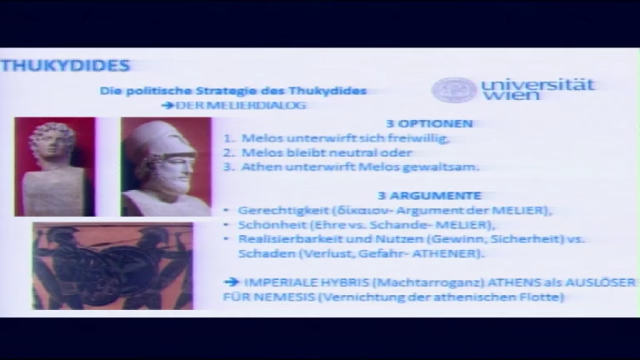 THUKYDIDES
Die politische Strategie des Thukydides
→DER MELIERDIALOG
universität
wien
3 OPTIONEN
1. Melos unterwirft sich freiwillig,
2. Melos bleibt neutral oder
3. Athen unterwirft Melos gewaltsam.
3 ARGUMENTE
• Gerechtigkeit (δίκαιον- Argument der MELIER),
• Schönheit (Ehre vs. Schande- MELIER),
• Realisierbarkeit und Nutzen (Gewinn, Sicherheit) vs.
Schaden (Verlust, Gefahr- ATHENER).
→ IMPERIALE HYBRIS (Machtarroganz) ATHENS als AUSLÖSER
FÜR NEMESIS (Vernichtung der athenischen Flotte)